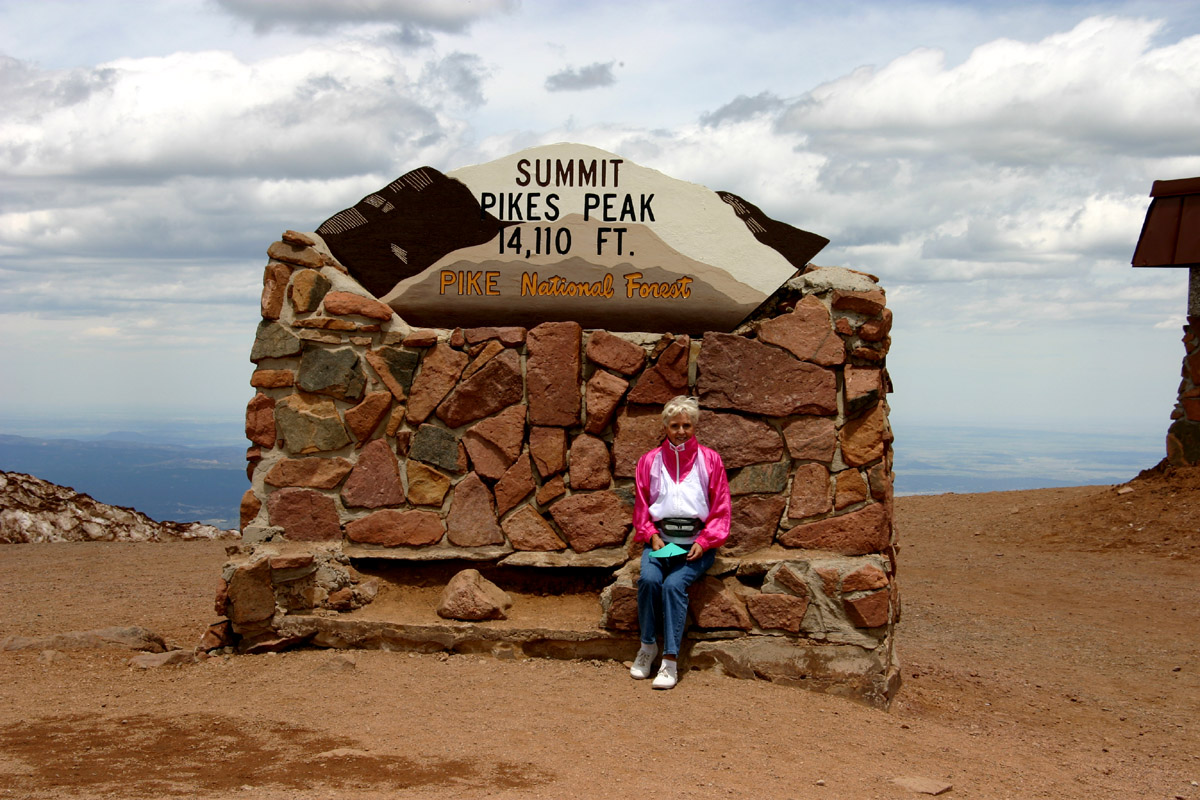 SUMMIT
PIKES PEAK
14,110 FT.
PIKE National Forest